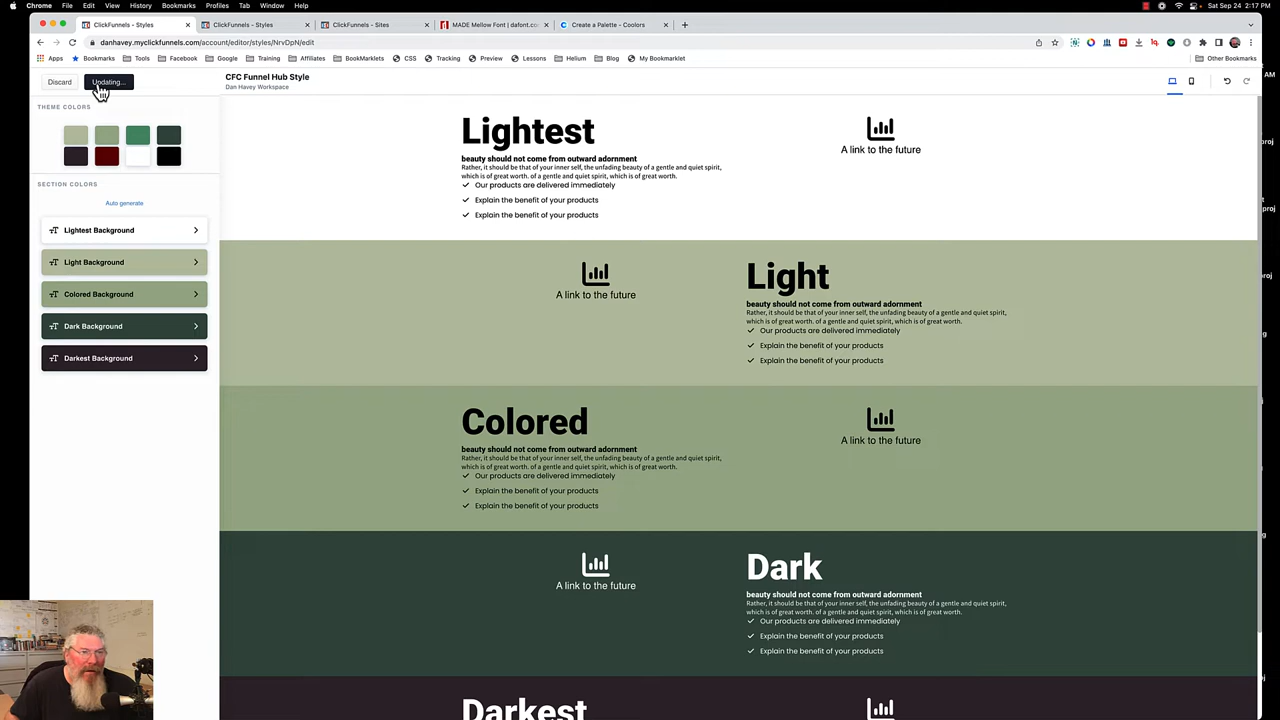 Chrome File Edit View History Bookmarks Profiles Tab Window Help Sat Sep 24 2:17 PM
ClickFunnels - Styles ClickFunnels - Styles ClickFunnels - Sites MADE Mellow Font | dafont.com Create a Palette - Coolors
danhavey.myclickfunnels.com/account/editor/styles/NrvDpN/edit
Apps Bookmarks Tools Facebook Google Training Affiliates BookMarklets CSS Tracking Preview Lessons Helium Blog My Bookmarklet Other Bookmarks
Discard Updating...
CFC Funnel Hub Style
Dan Havey Workspace
THEME COLORS
SECTION COLORS
Auto generate
Lightest Background
Light Background
Colored Background
Dark Background
Darkest Background
Lightest
beauty should not come from outward adornment
Rather, it should be that of your inner self, the unfading beauty of a gentle and quiet spirit,
which is of great worth. of a gentle and quiet spirit, which is of great worth.
Our products are delivered immediately
Explain the benefit of your products
Explain the benefit of your products
A link to the future
A link to the future
Light
beauty should not come from outward adornment
Rather, it should be that of your inner self, the unfading beauty of a gentle and quiet spirit,
which is of great worth. of a gentle and quiet spirit, which is of great worth.
Our products are delivered immediately
Explain the benefit of your products
Explain the benefit of your products
Colored
beauty should not come from outward adornment
Rather, it should be that of your inner self, the unfading beauty of a gentle and quiet spirit,
which is of great worth. of a gentle and quiet spirit, which is of great worth.
Our products are delivered immediately
Explain the benefit of your products
Explain the benefit of your products
A link to the future
A link to the future
Dark
beauty should not come from outward adornment
Rather, it should be that of your inner self, the unfading beauty of a gentle and quiet spirit,
which is of great worth. of a gentle and quiet spirit, which is of great worth.
Our products are delivered immediately
Explain the benefit of your products
Explain the benefit of your products
Darkest